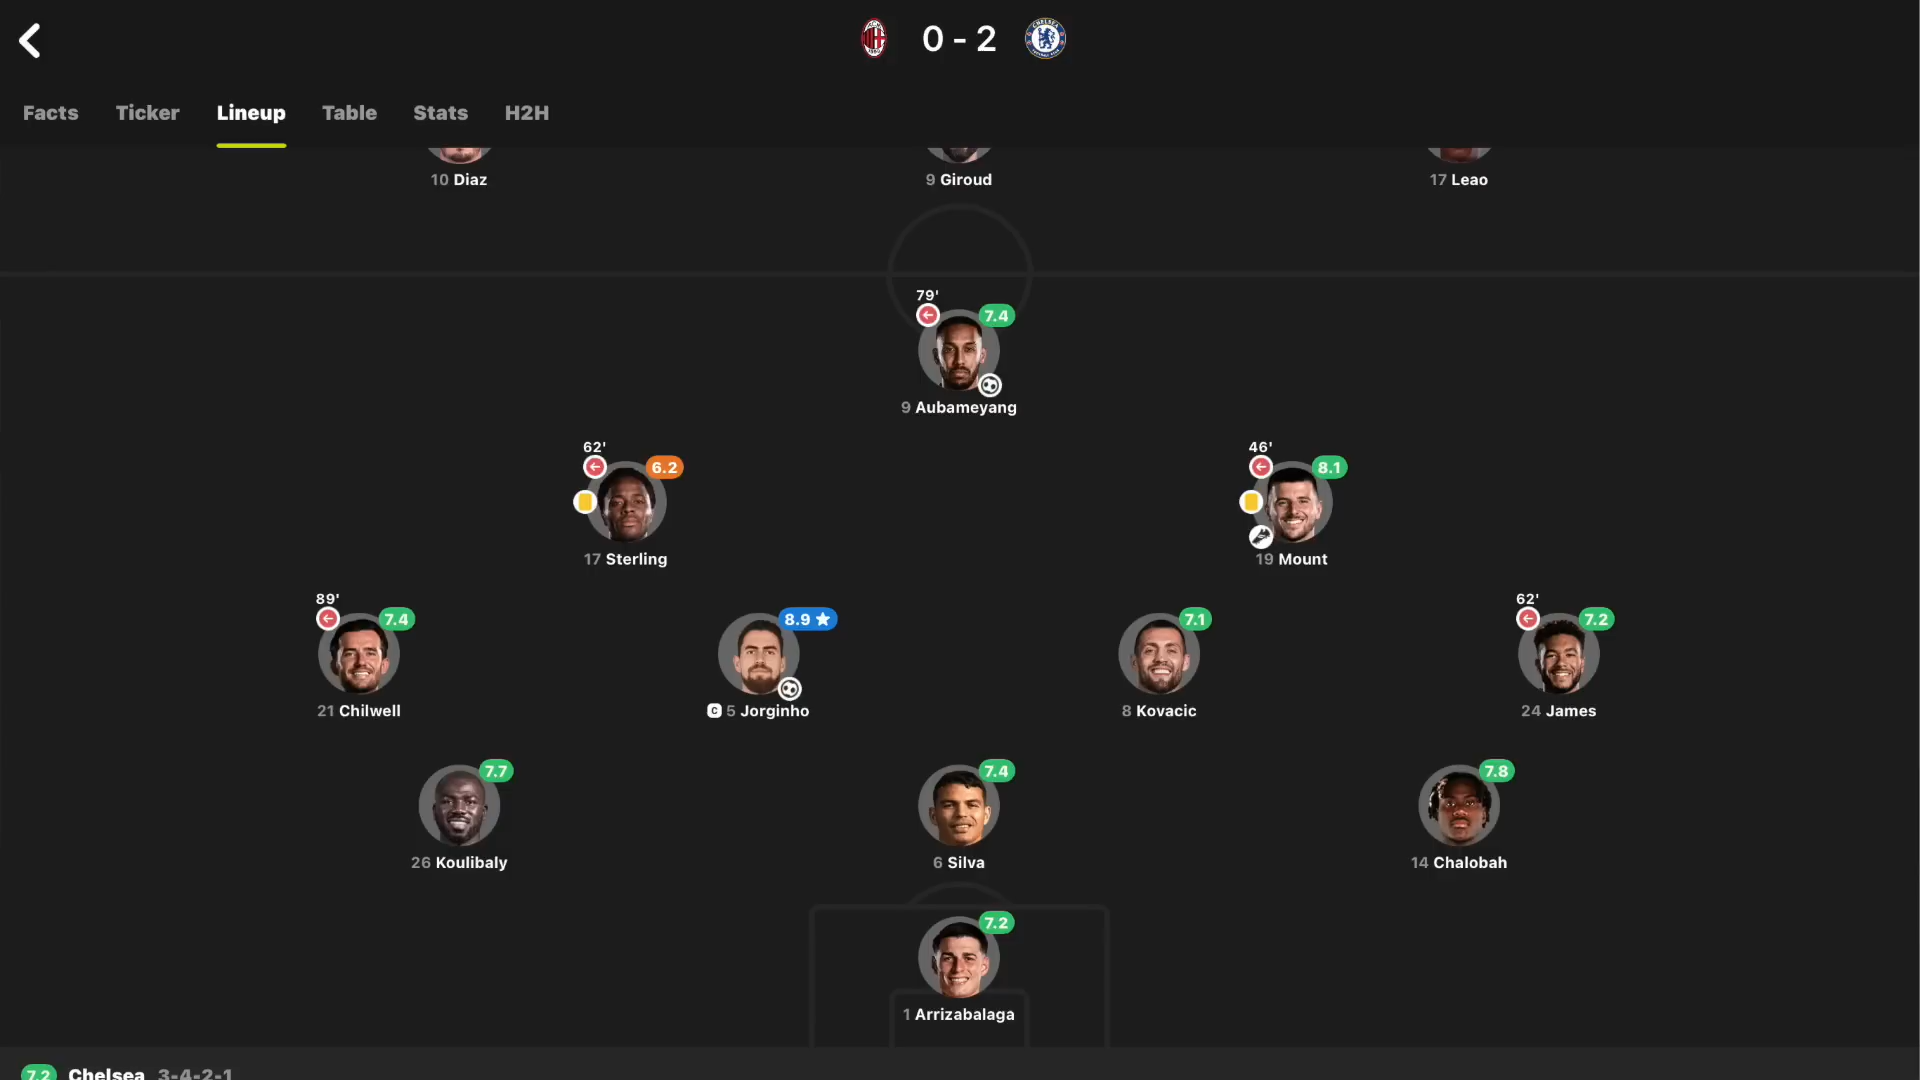 0 - 2
Facts Ticker Lineup Table Stats H2H
10 Diaz 9 Giroud 17 Leao
79'
7.4
9 Aubameyang
62' 46'
6.2 8.1
17 Sterling 19 Mount
89' 62'
7.4 8.9 7.1 7.2
21 Chilwell C 5 Jorginho 8 Kovacic 24 James
7.7 7.4 7.8
26 Koulibaly 6 Silva 14 Chalobah
7.2
1 Arrizabalaga
7.2 Chelsea 3-4-2-1